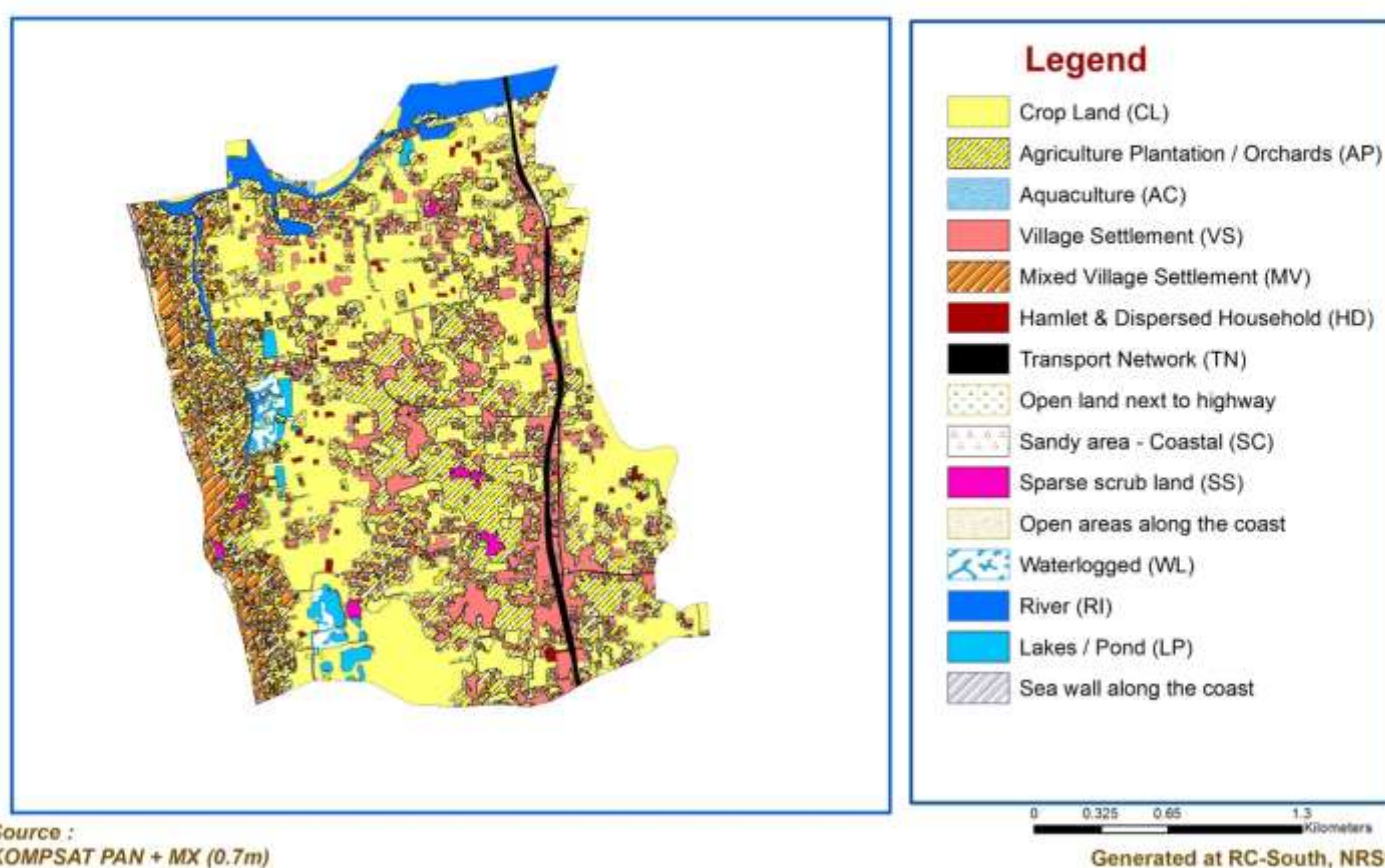 Legend
Crop Land (CL)
Agriculture Plantation / Orchards (AP)
Aquaculture (AC)
Village Settlement (VS)
Mixed Village Settlement (MV)
Hamlet & Dispersed Household (HD)
Transport Network (TN)
Open land next to highway
Sandy area - Coastal (SC)
Sparse scrub land (SS)
Open areas along the coast
Waterlogged (WL)
River (RI)
Lakes / Pond (LP)
Sea wall along the coast
0 0.325 0.65 1.3
Kilometers
Source :
KOMPSAT PAN + MX (0.7m)
Generated at RC-South, NRS